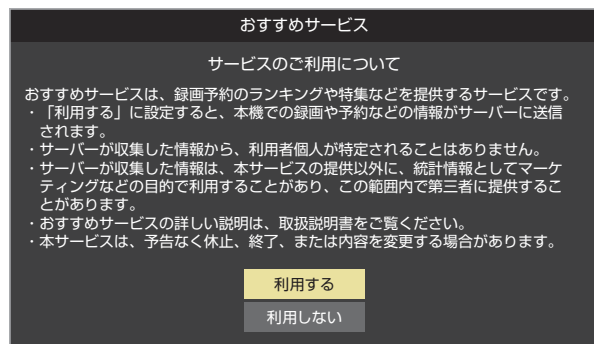 おすすめサービス
サービスのご利用について
おすすめサービスは、録画予約のランキングや特集などを提供するサービスです。
・「利用する」に設定すると、本機での録画や予約などの情報がサーバーに送信
されます。
・サーバーが収集した情報から、利用者個人が特定されることはありません。
・サーバーが収集した情報は、本サービスの提供以外に、統計情報としてマーケ
ティングなどの目的で利用することがあり、この範囲内で第三者に提供するこ
とがあります。
・おすすめサービスの詳しい説明は、取扱説明書をご覧ください。
・本サービスは、予告なく休止、終了、または内容を変更する場合があります。
利用する
利用しない